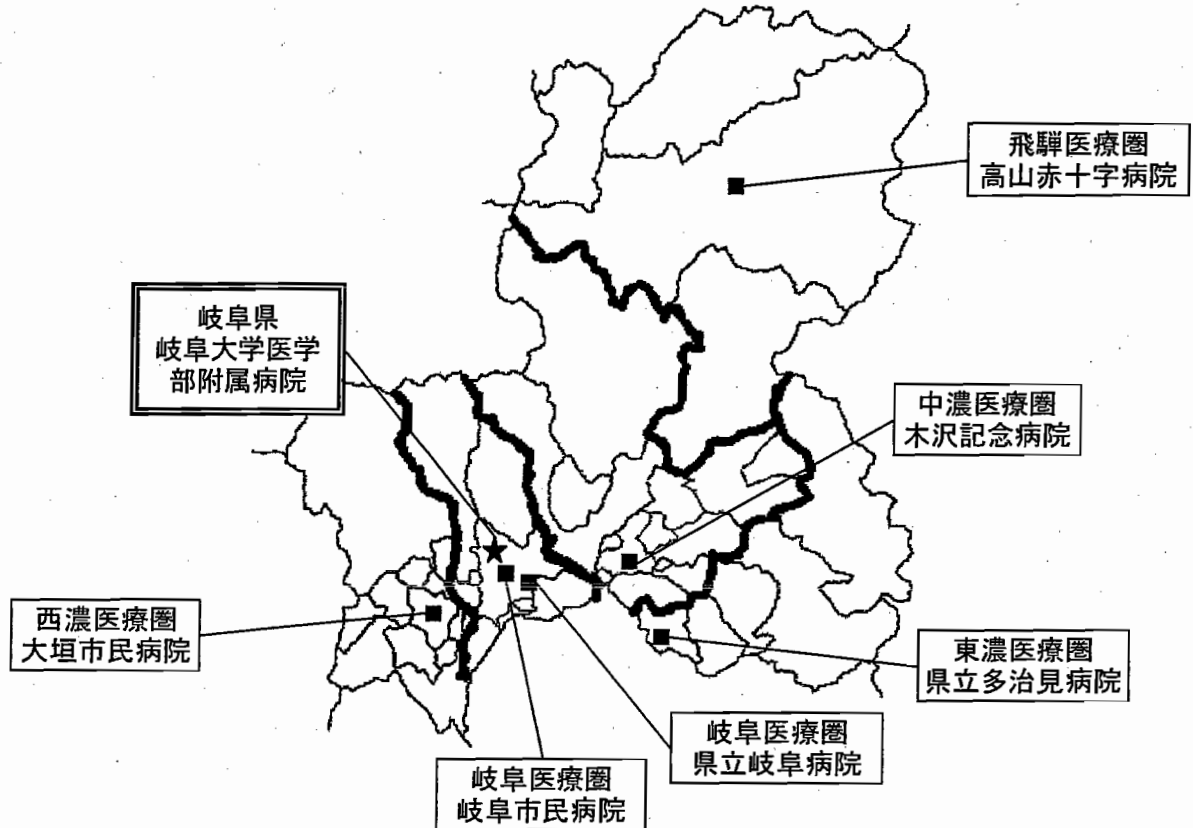 飛騨医療圏
高山赤十字病院
岐阜県
岐阜大学医学
部附属病院
中濃医療圏
木沢記念病院
西濃医療圏
大垣市民病院
東濃医療圏
県立多治見病院
岐阜医療圏
県立岐阜病院
岐阜医療圏
岐阜市民病院